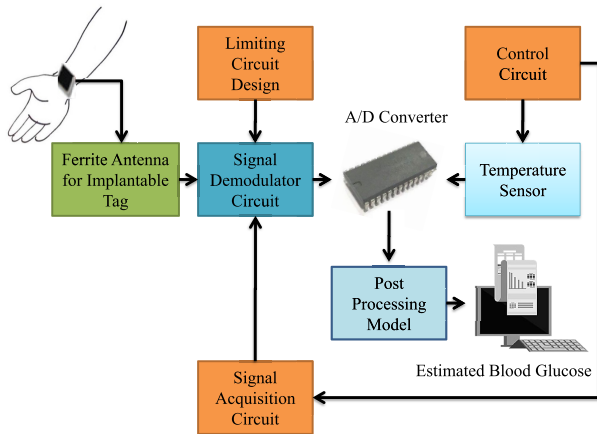 Limiting
Circuit
Design
Control
Circuit
A/D Converter
Ferrite Antenna
for Implantable
Tag
Signal
Demodulator
Circuit
Temperature
Sensor
Post
Processing
Model
Estimated Blood Glucose
Signal
Acquisition
Circuit